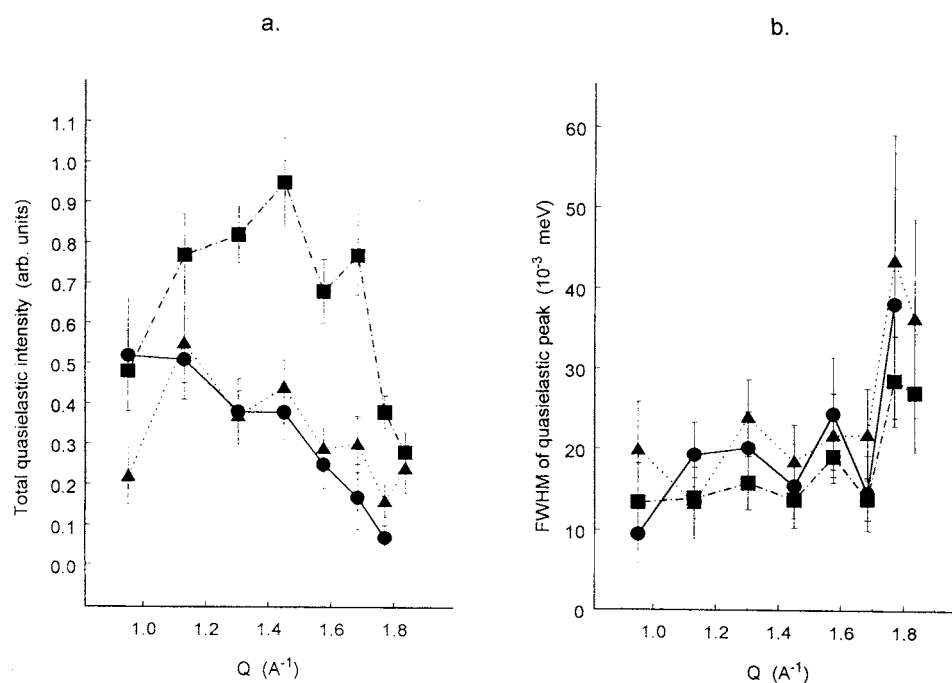 a.
Total quasielastic intensity (arb. units)
1.1
1.0
0.9
0.8
0.7
0.6
0.5
0.4
0.3
0.2
0.1
0.0
1.0 1.2 1.4 1.6 1.8
Q (A⁻¹)
b.
FWHM of quasielastic peak (10⁻³ meV)
60
50
40
30
20
10
0
1.0 1.2 1.4 1.6 1.8
Q (A⁻¹)